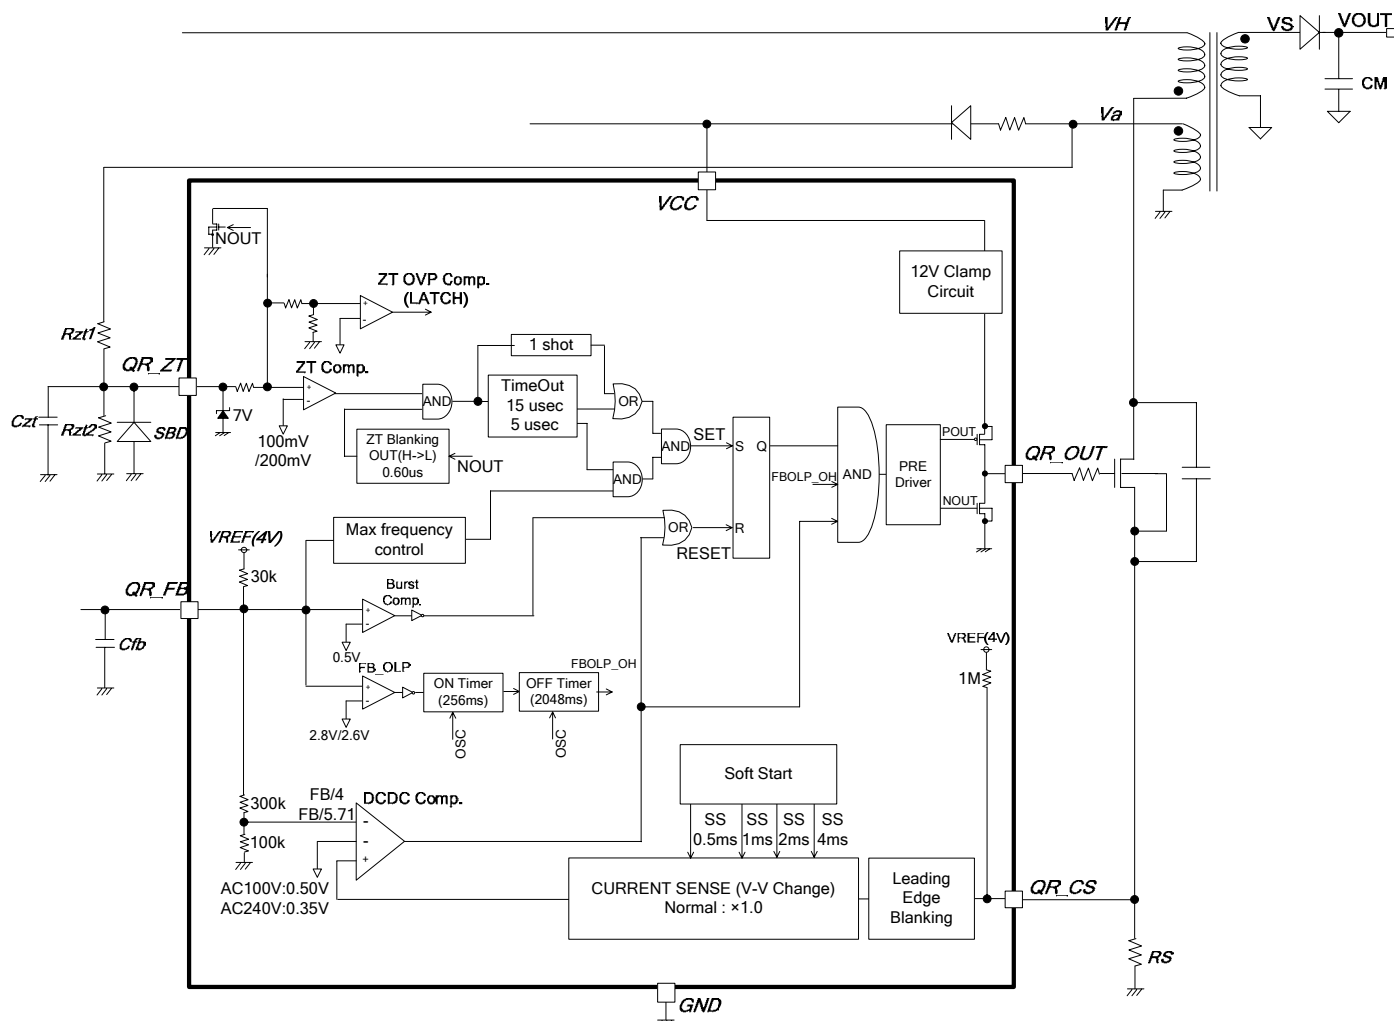 VH
VS
VOUT
CM
Va
VCC
NOUT
12V Clamp
Circuit
ZT OVP Comp.
(LATCH)
Rzt1
1 shot
QR_ZT
ZT Comp.
TimeOut
15 usec
5 usec
AND
OR
7V
Czt
Rzt2
SBD
100mV
/200mV
ZT Blanking
OUT(H->L)
0.60us
NOUT
AND
SET
S
Q
AND
POUT
PRE
Driver
QR_OUT
FBOLP_OH
AND
NOUT
Max frequency
control
OR
R
RESET
VREF(4V)
30k
QR_FB
Burst
Comp.
Cfb
0.5V
VREF(4V)
1M
FB_OLP
ON Timer
(256ms)
OFF Timer
(2048ms)
FBOLP_OH
2.8V/2.6V
OSC
OSC
Soft Start
300k
FB/4
FB/5.71
DCDC Comp.
100k
SS
0.5ms
SS
1ms
SS
2ms
SS
4ms
AC100V:0.50V
AC240V:0.35V
CURRENT SENSE (V-V Change)
Normal : ×1.0
Leading
Edge
Blanking
QR_CS
RS
GND